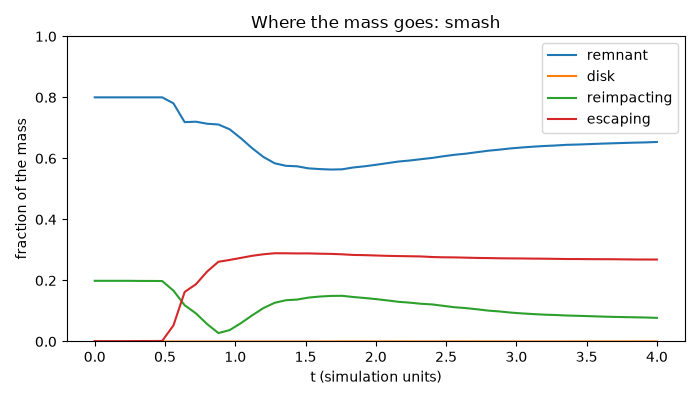 Where the mass goes: smash
fraction of the mass
1.0
0.8
0.6
0.4
0.2
0.0
remnant
disk
reimpacting
escaping
0.0 0.5 1.0 1.5 2.0 2.5 3.0 3.5 4.0
t (simulation units)